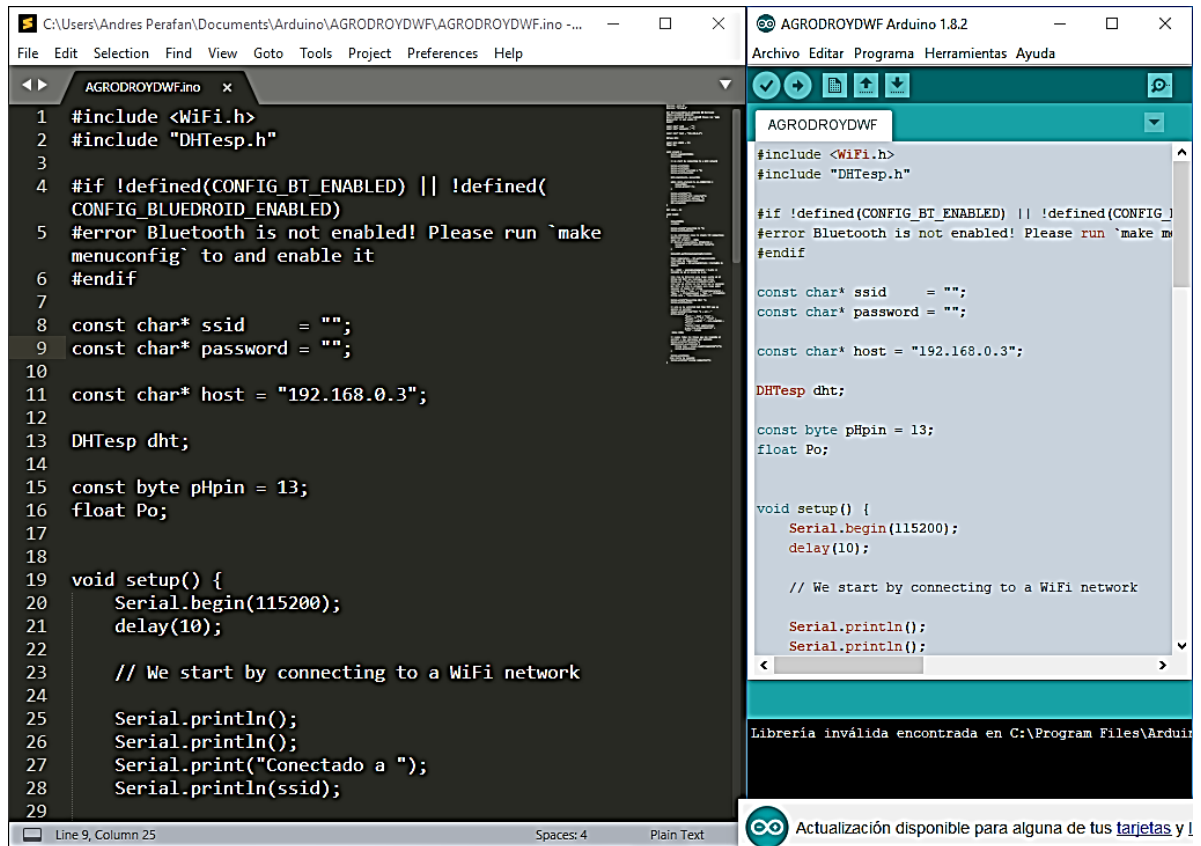 C:\Users\Andres Perafan\Documents\Arduino\AGRODROYDWF\AGRODROYDWF.ino -...
File Edit Selection Find View Goto Tools Project Preferences Help
AGRODROYDWF.ino x
1 #include <WiFi.h>
2 #include "DHTesp.h"
3
4 #if !defined(CONFIG_BT_ENABLED) || !defined(
CONFIG_BLUEDROID_ENABLED)
5 #error Bluetooth is not enabled! Please run `make
menuconfig` to and enable it
6 #endif
7
8 const char* ssid     = "";
9 const char* password = "";
10
11 const char* host = "192.168.0.3";
12
13 DHTesp dht;
14
15 const byte pHpin = 13;
16 float Po;
17
18
19 void setup() {
20     Serial.begin(115200);
21     delay(10);
22
23     // We start by connecting to a WiFi network
24
25     Serial.println();
26     Serial.println();
27     Serial.print("Conectado a ");
28     Serial.println(ssid);
29
Line 9, Column 25 Spaces: 4 Plain Text
AGRODROYDWF Arduino 1.8.2
Archivo Editar Programa Herramientas Ayuda
AGRODROYDWF
#include <WiFi.h>
#include "DHTesp.h"
#if !defined(CONFIG_BT_ENABLED) || !defined(CONFIG_
#error Bluetooth is not enabled! Please run `make me
#endif
const char* ssid     = "";
const char* password = "";
const char* host = "192.168.0.3";
DHTesp dht;
const byte pHpin = 13;
float Po;
void setup() {
    Serial.begin(115200);
    delay(10);
    // We start by connecting to a WiFi network
    Serial.println();
    Serial.println();
Librería inválida encontrada en C:\Program Files\Arduin
Actualización disponible para alguna de tus tarjetas y l